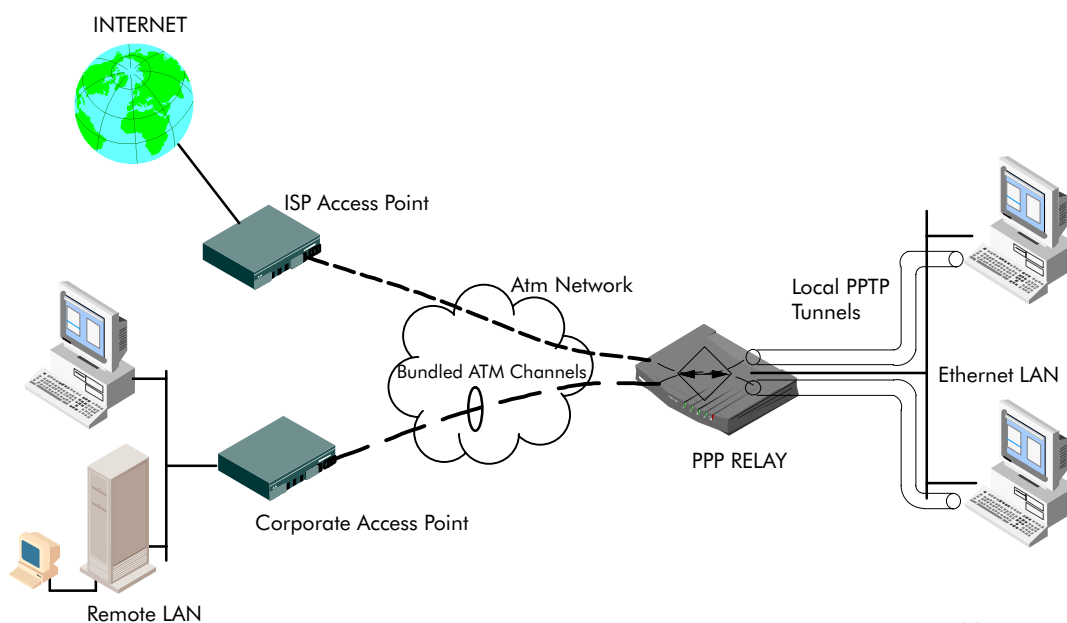 INTERNET
ISP Access Point
Atm Network
Local PPTP
Tunnels
Bundled ATM Channels
Ethernet LAN
PPP RELAY
Corporate Access Point
Remote LAN